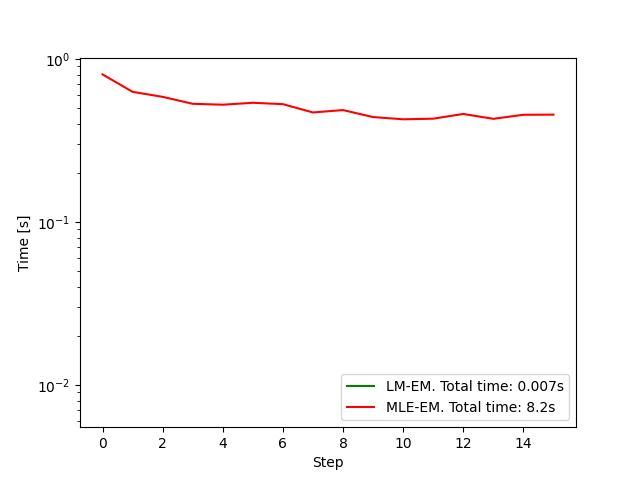 10⁰
10⁻¹
10⁻²
Time [s]
LM-EM. Total time: 0.007s
MLE-EM. Total time: 8.2s
0 2 4 6 8 10 12 14
Step